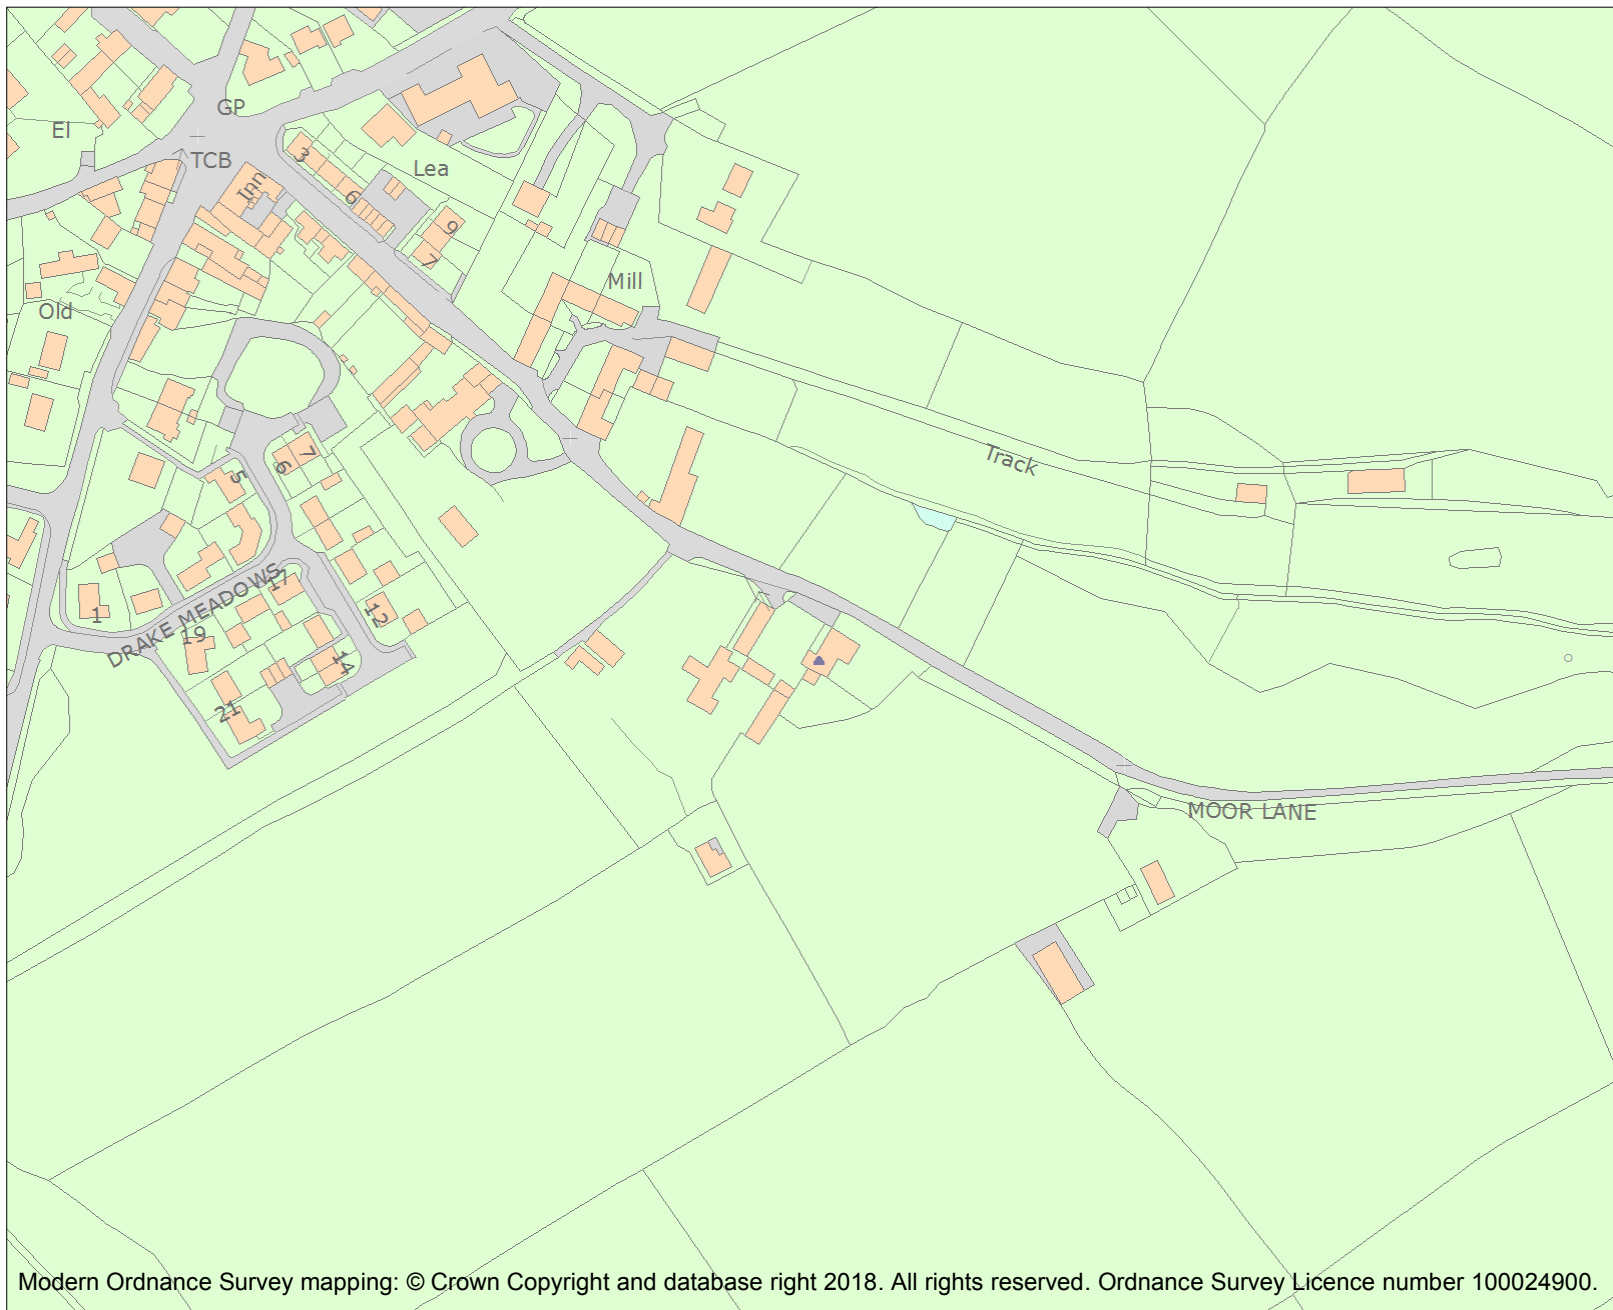 GP
El
TCB
3
Lea
Inn
6
9
7
Mill
Old
Track
7
6
5
17
DRAKE MEADOWS
1
12
19
14
21
MOOR LANE
Modern Ordnance Survey mapping: © Crown Copyright and database right 2018. All rights reserved. Ordnance Survey Licence number 100024900.